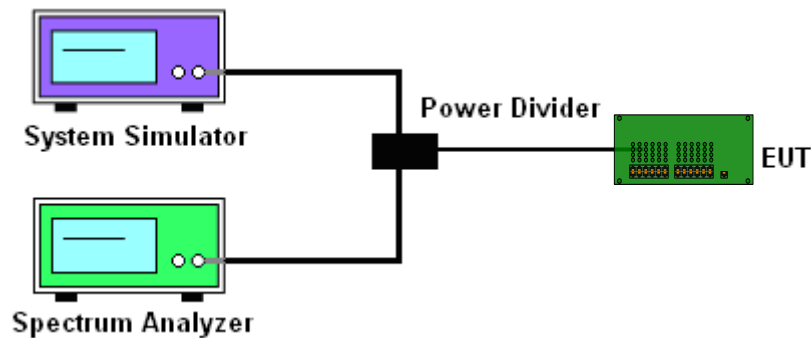 System Simulator
Power Divider
EUT
Spectrum Analyzer